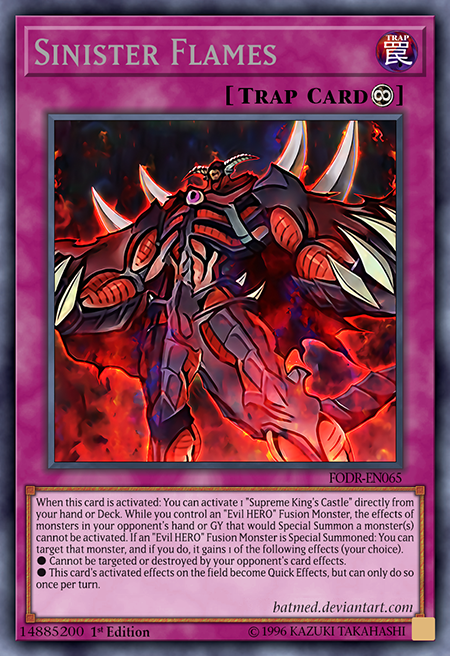 SINISTER FLAMES
TRAP
罠
[TRAP CARD]
FODR-EN065
When this card is activated: You can activate 1 "Supreme King's Castle" directly from
your hand or Deck. While you control an "Evil HERO" Fusion Monster, the effects of
monsters in your opponent's hand or GY that would Special Summon a monster(s)
cannot be activated. If an "Evil HERO" Fusion Monster is Special Summoned: You can
target that monster, and if you do, it gains 1 of the following effects (your choice).
● Cannot be targeted or destroyed by your opponent's card effects.
● This card's activated effects on the field become Quick Effects, but can only do so
once per turn.
batmed.deviantart.com
14885200 1st Edition ©1996 KAZUKI TAKAHASHI